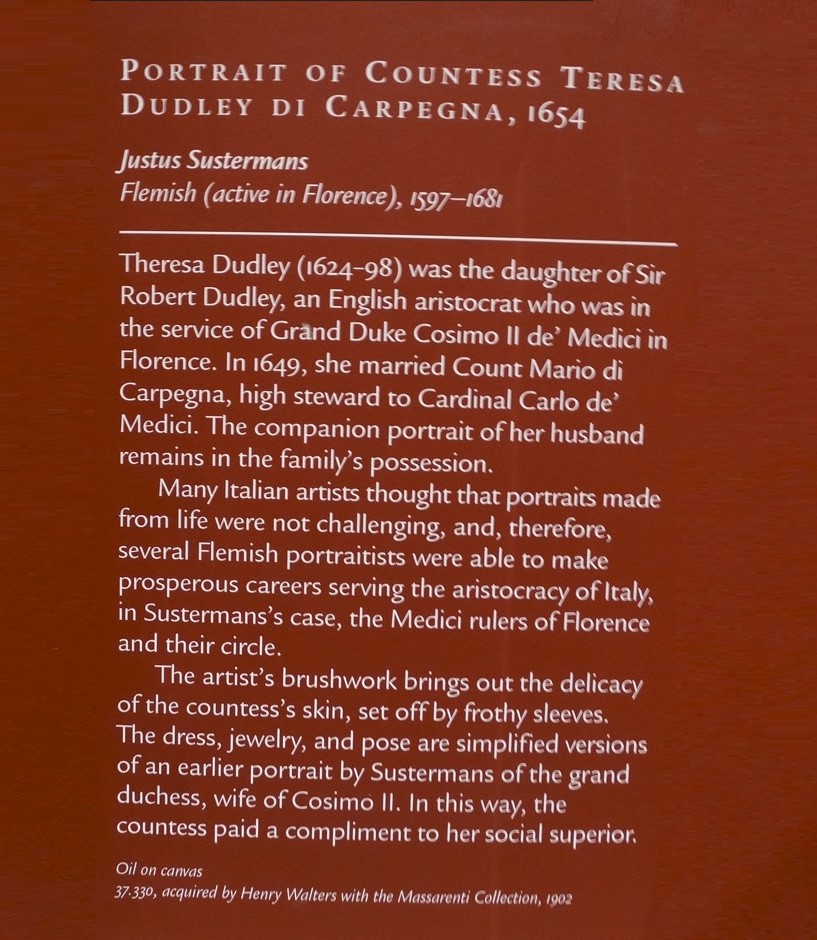 PORTRAIT OF COUNTESS TERESA
DUDLEY DI CARPEGNA, 1654
Justus Sustermans
Flemish (active in Florence), 1597–1681
Theresa Dudley (1624–98) was the daughter of Sir
Robert Dudley, an English aristocrat who was in
the service of Grand Duke Cosimo II de’ Medici in
Florence. In 1649, she married Count Mario di
Carpegna, high steward to Cardinal Carlo de’
Medici. The companion portrait of her husband
remains in the family’s possession.
Many Italian artists thought that portraits made
from life were not challenging, and, therefore,
several Flemish portraitists were able to make
prosperous careers serving the aristocracy of Italy,
in Sustermans’s case, the Medici rulers of Florence
and their circle.
The artist’s brushwork brings out the delicacy
of the countess’s skin, set off by frothy sleeves.
The dress, jewelry, and pose are simplified versions
of an earlier portrait by Sustermans of the grand
duchess, wife of Cosimo II. In this way, the
countess paid a compliment to her social superior.
Oil on canvas
37.330, acquired by Henry Walters with the Massarenti Collection, 1902